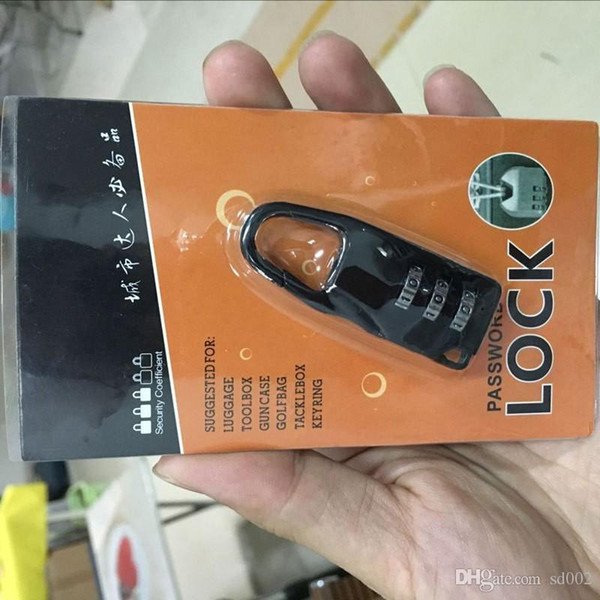 城市达人必备品
Security Coefficient
SUGGESTED FOR:
LUGGAGE
TOOLBOX
GUNCASE
GOLFBAG
TACKLEBOX
KEYRING
PASSWORD
LOCK
DHgate.com sd002